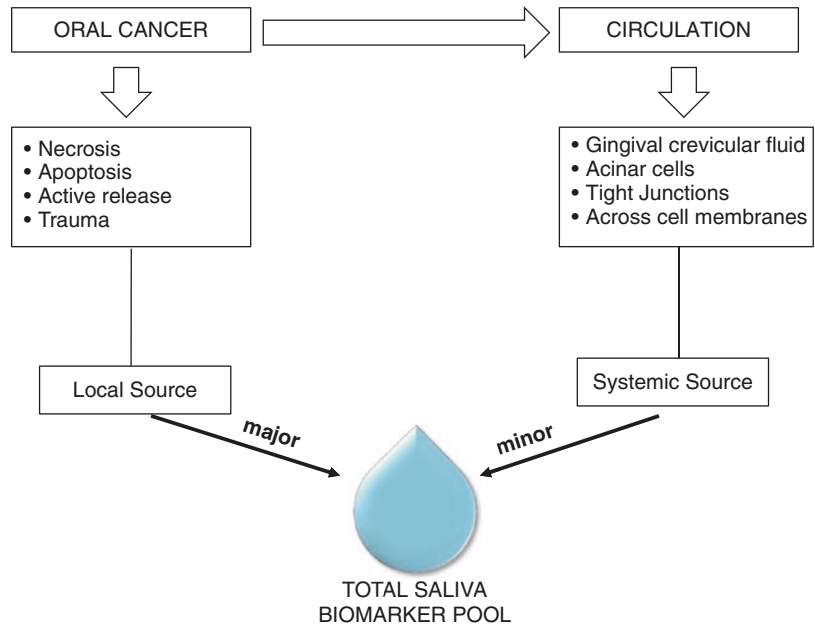 ORAL CANCER
CIRCULATION
• Necrosis
• Apoptosis
• Active release
• Trauma
• Gingival crevicular fluid
• Acinar cells
• Tight Junctions
• Across cell membranes
Local Source
Systemic Source
major
minor
TOTAL SALIVA
BIOMARKER POOL